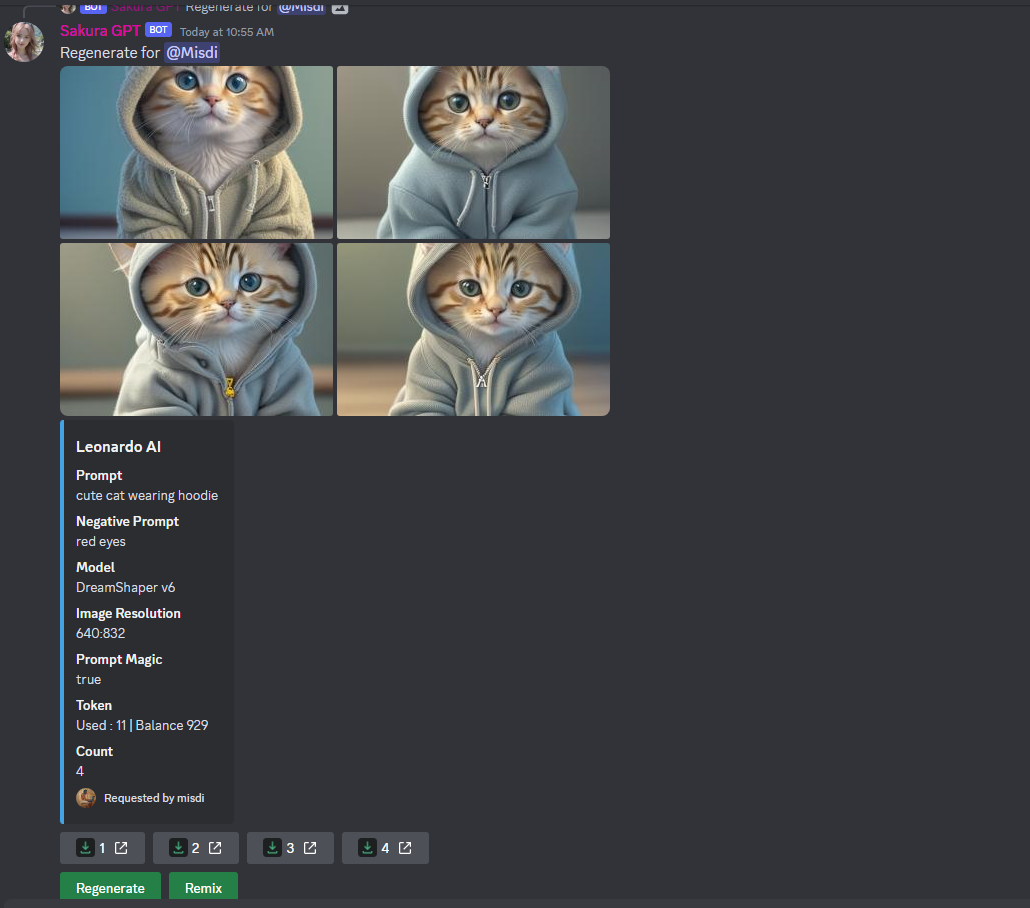 BOT Sakura GPT Regenerate for @Misdi
Sakura GPT BOT Today at 10:55 AM
Regenerate for @Misdi
Leonardo AI
Prompt
cute cat wearing hoodie
Negative Prompt
red eyes
Model
DreamShaper v6
Image Resolution
640:832
Prompt Magic
true
Token
Used : 11 | Balance 929
Count
4
Requested by misdi
1 2 3 4
Regenerate Remix